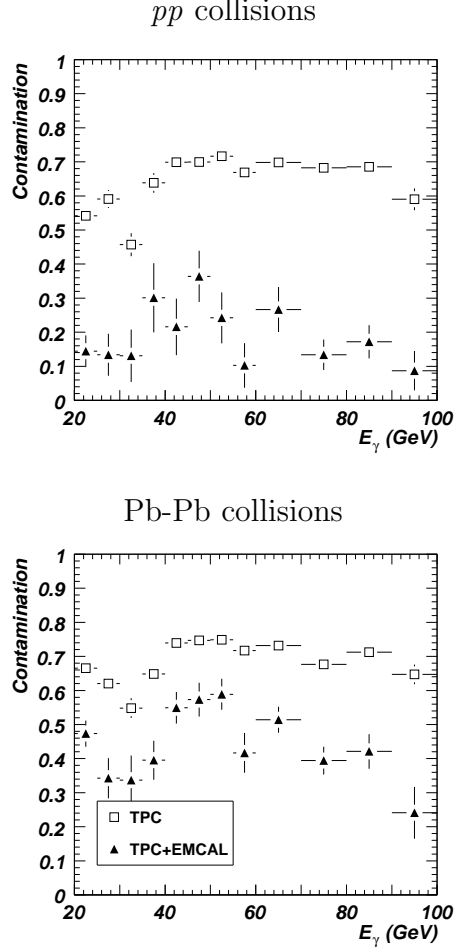 pp collisions
Contamination
1
0.9
0.8
0.7
0.6
0.5
0.4
0.3
0.2
0.1
0
20 40 60 80 100
E_γ (GeV)
Pb-Pb collisions
Contamination
1
0.9
0.8
0.7
0.6
0.5
0.4
0.3
0.2
0.1
0
TPC
TPC+EMCAL
20 40 60 80 100
E_γ (GeV)